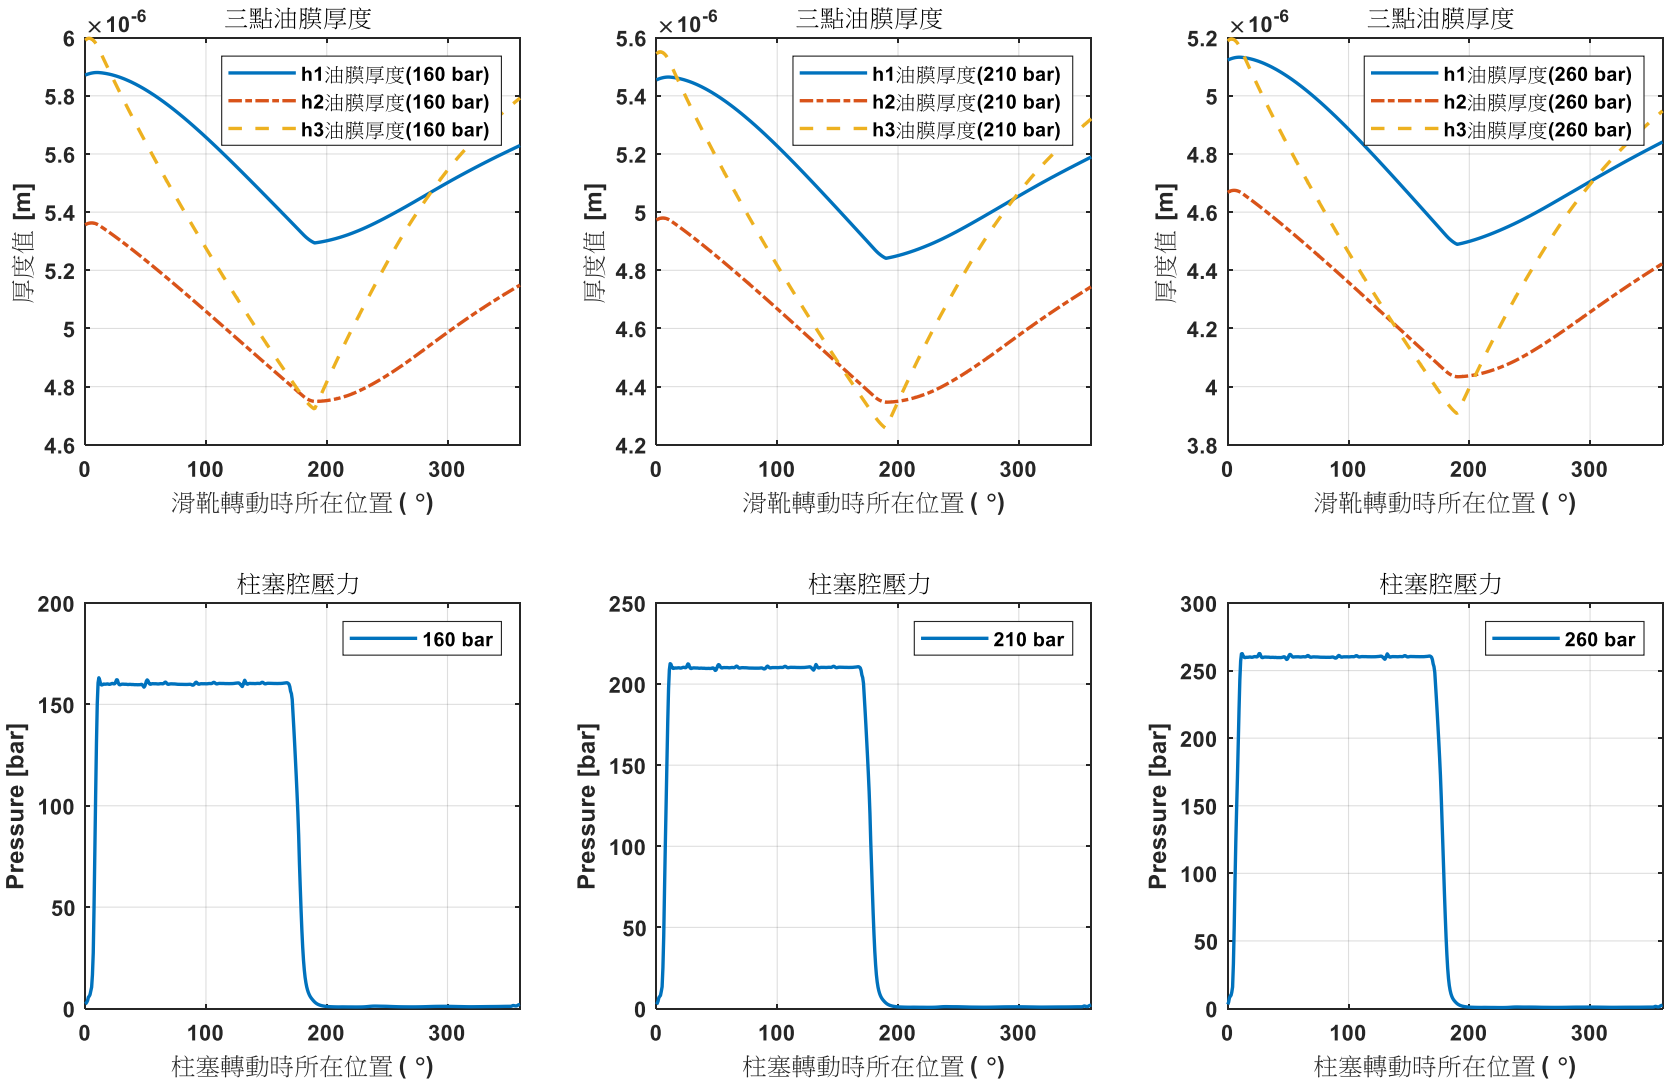 三點油膜厚度
×10-6
6
5.8
5.6
5.4
5.2
5
4.8
4.6
厚度值 [m]
h1油膜厚度(160 bar)
h2油膜厚度(160 bar)
h3油膜厚度(160 bar)
0 100 200 300
滑靴轉動時所在位置 ( °)
三點油膜厚度
×10-6
5.6
5.4
5.2
5
4.8
4.6
4.4
4.2
厚度值 [m]
h1油膜厚度(210 bar)
h2油膜厚度(210 bar)
h3油膜厚度(210 bar)
0 100 200 300
滑靴轉動時所在位置 ( °)
三點油膜厚度
×10-6
5.2
5
4.8
4.6
4.4
4.2
4
3.8
厚度值 [m]
h1油膜厚度(260 bar)
h2油膜厚度(260 bar)
h3油膜厚度(260 bar)
0 100 200 300
滑靴轉動時所在位置 ( °)
柱塞腔壓力
200
150
100
50
0
Pressure [bar]
160 bar
0 100 200 300
柱塞轉動時所在位置 ( °)
柱塞腔壓力
250
200
150
100
50
0
Pressure [bar]
210 bar
0 100 200 300
柱塞轉動時所在位置 ( °)
柱塞腔壓力
300
250
200
150
100
50
0
Pressure [bar]
260 bar
0 100 200 300
柱塞轉動時所在位置 ( °)